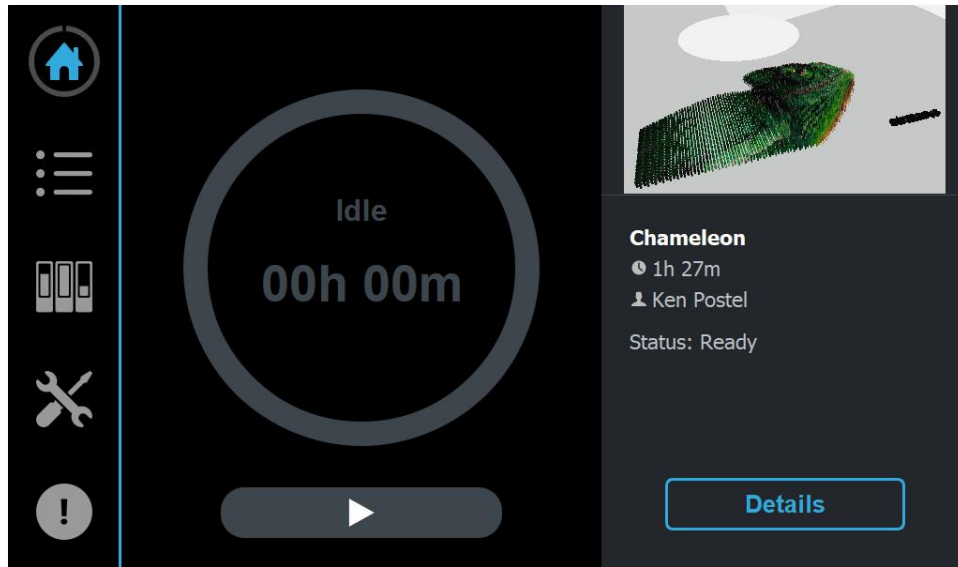 Idle
00h 00m
!
Chameleon
1h 27m
Ken Postel
Status: Ready
Details